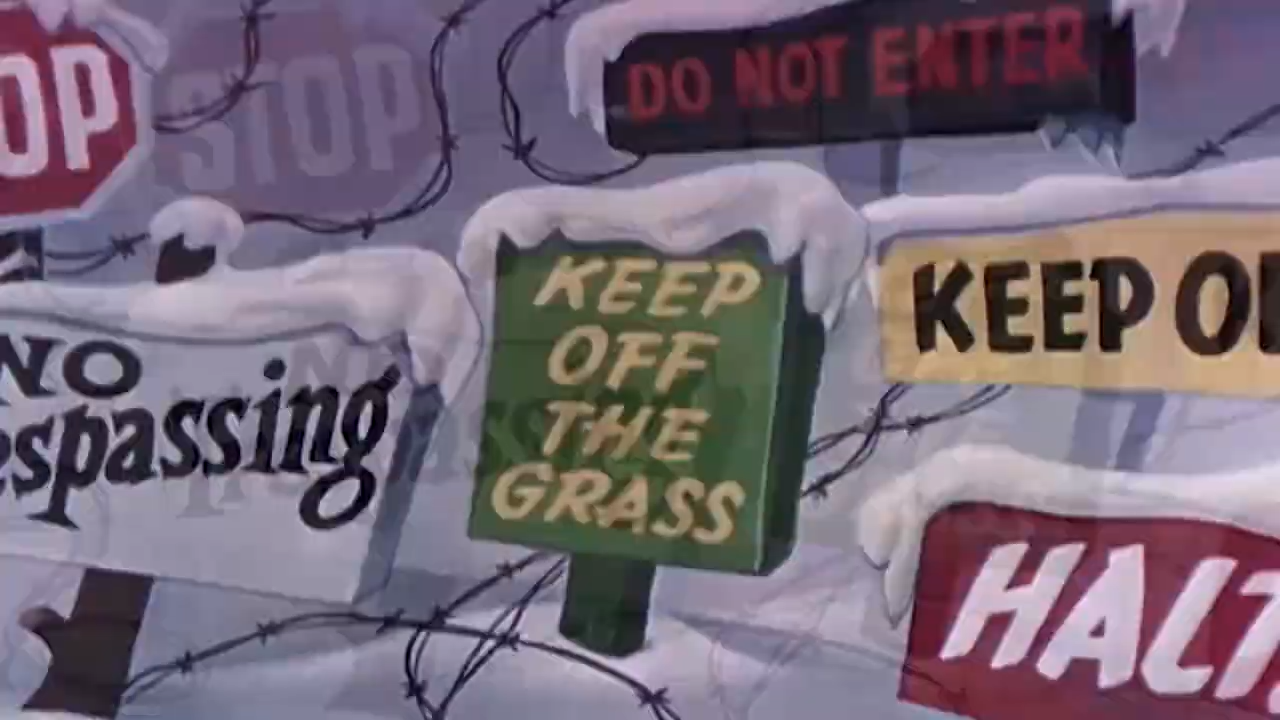 OP
STOP
DO NOT ENTER
KEEP
OFF
THE
GRASS
KEEP O
NO
espassing
HALT